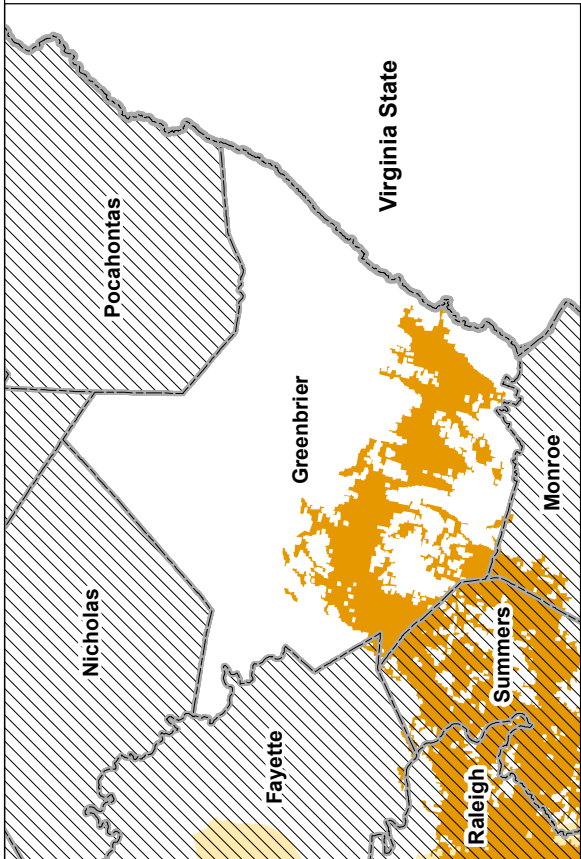 Pocahontas
Virginia State
Nicholas
Greenbrier
Monroe
Fayette
Summers
Raleigh